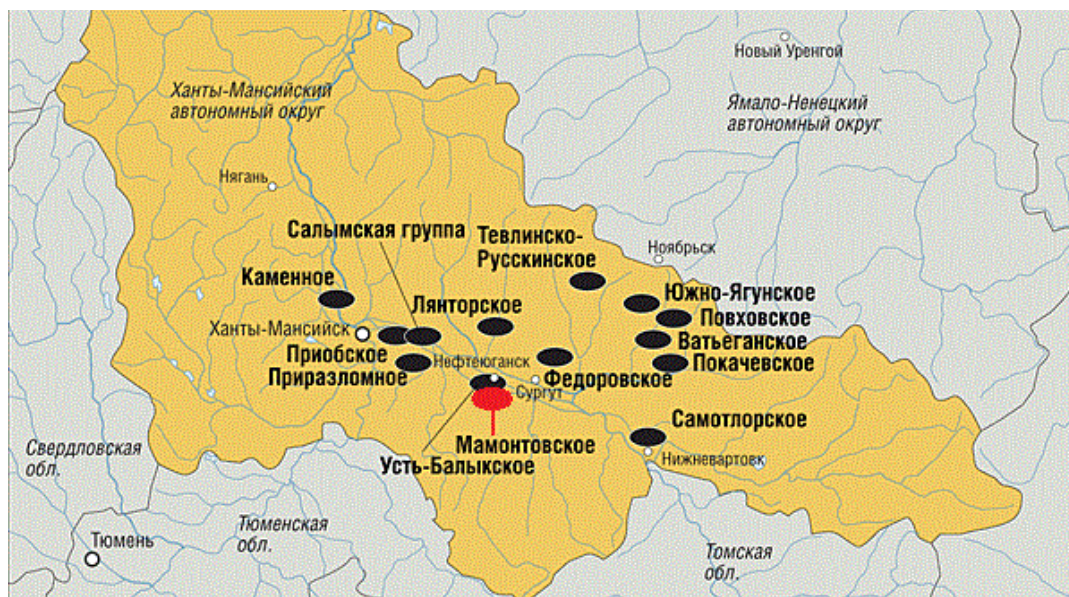 Новый Уренгой
Ханты-Мансийский
автономный округ
Ямало-Ненецкий
автономный округ
Нягань
Салымская группа
Тевлинско-
Русскинское
Ноябрьск
Каменное
Лянторское
Южно-Ягунское
Повховское
Ханты-Мансийск
Ватьеганское
Приобское
Нефтеюганск
Покачевское
Приразломное
Федоровское
Сургут
Самотлорское
Мамонтовское
Усть-Балыкское
Нижневартовк
Свердловская
обл.
Тюмень
Тюменская
обл.
Томская
обл.